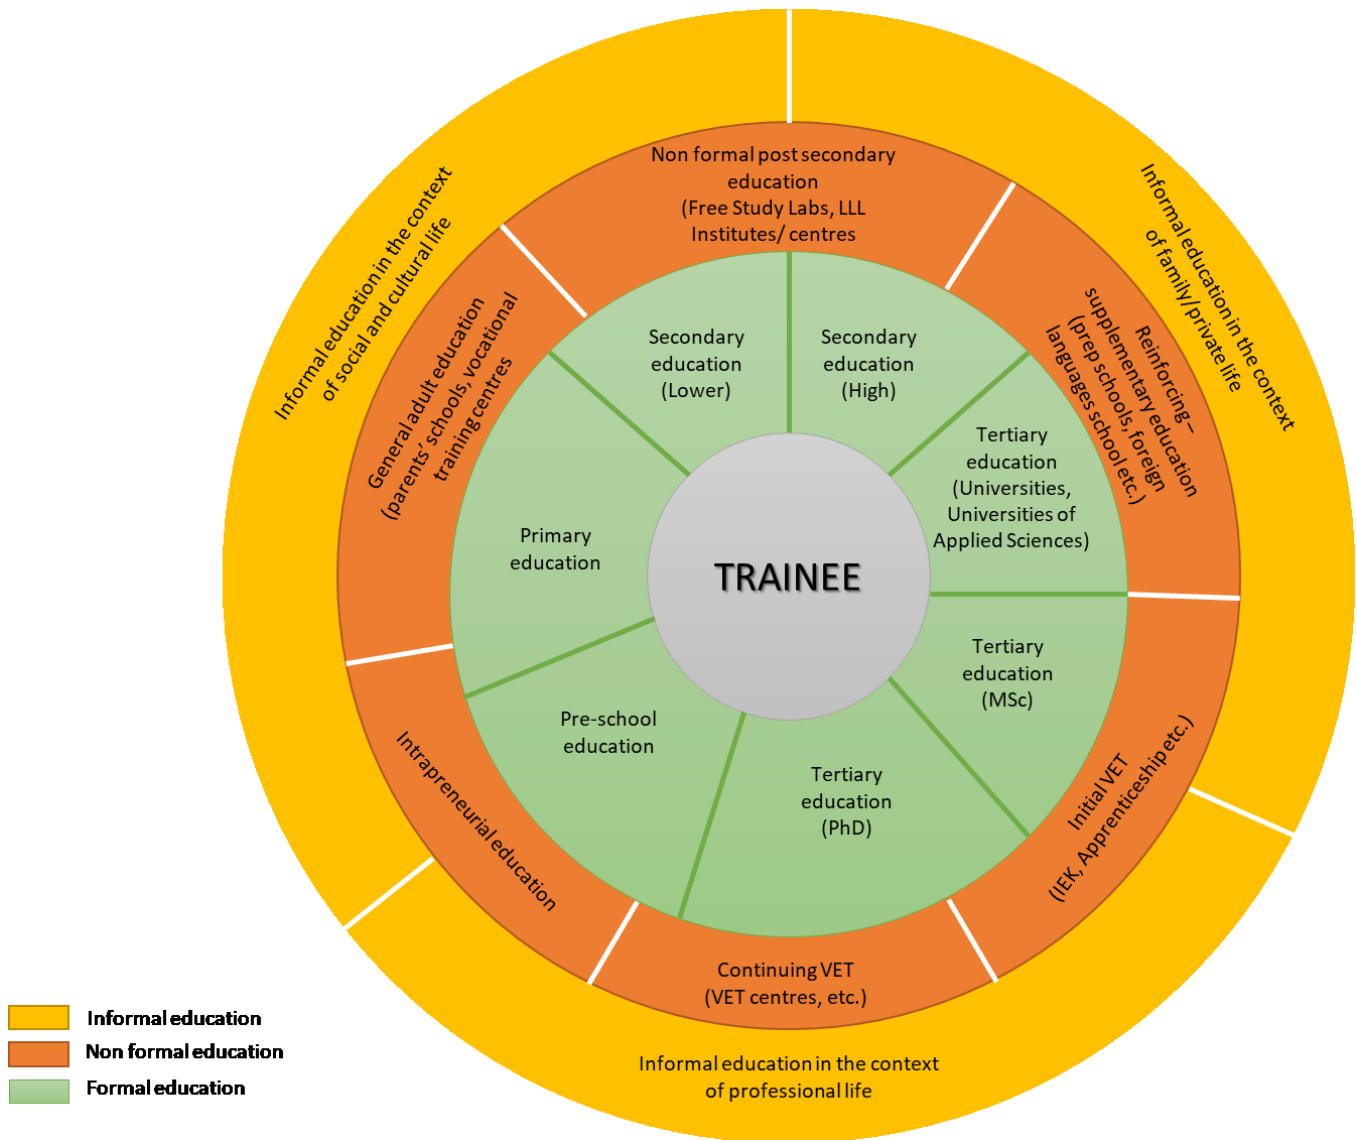 Informal education in the context
of social and cultural life
Informal education in the context
of family/private life
Informal education in the context
of professional life
Non formal post secondary
education
(Free Study Labs, LLL
Institutes/ centres
Reinforcing –
supplementary education
(prep schools, foreign
languages school etc.)
Initial VET
(IEK, Apprenticeship etc.)
Continuing VET
(VET centres, etc.)
Intrapreneurial education
General adult education
(parents' schools, vocational
training centres
Secondary
education
(Lower)
Secondary
education
(High)
Tertiary
education
(Universities,
Universities of
Applied Sciences)
Tertiary
education
(MSc)
Tertiary
education
(PhD)
Pre-school
education
Primary
education
TRAINEE
Informal education
Non formal education
Formal education